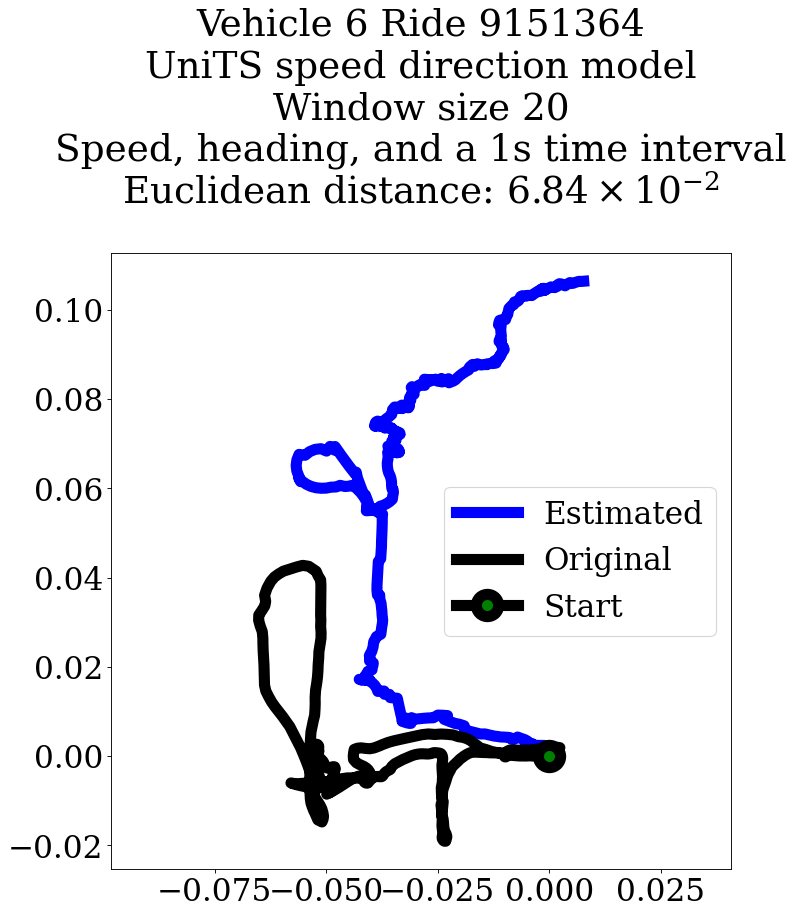 Vehicle 6 Ride 9151364
UniTS speed direction model
Window size 20
Speed, heading, and a 1s time interval
Euclidean distance: 6.84 × 10⁻²
0.10
0.08
0.06
0.04
0.02
0.00
−0.02
Estimated
Original
Start
−0.075 −0.050 −0.025 0.000 0.025